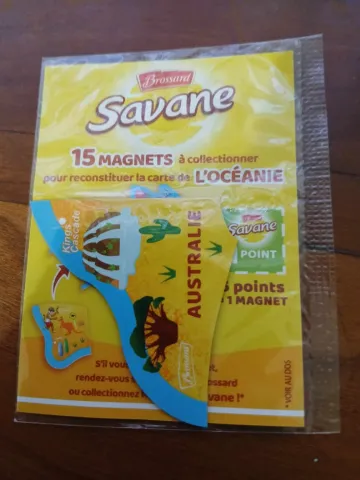 Brossard
Savane
15 MAGNETS à collectionner
pour reconstituer la carte de L'OCÉANIE
Kings
Cascade
AUSTRALIE
Brossard
Savane
POINT
points
1 MAGNET
Brossard
S'il vous
rendez-vous
ou collectionnez
* VOIR AU DOS